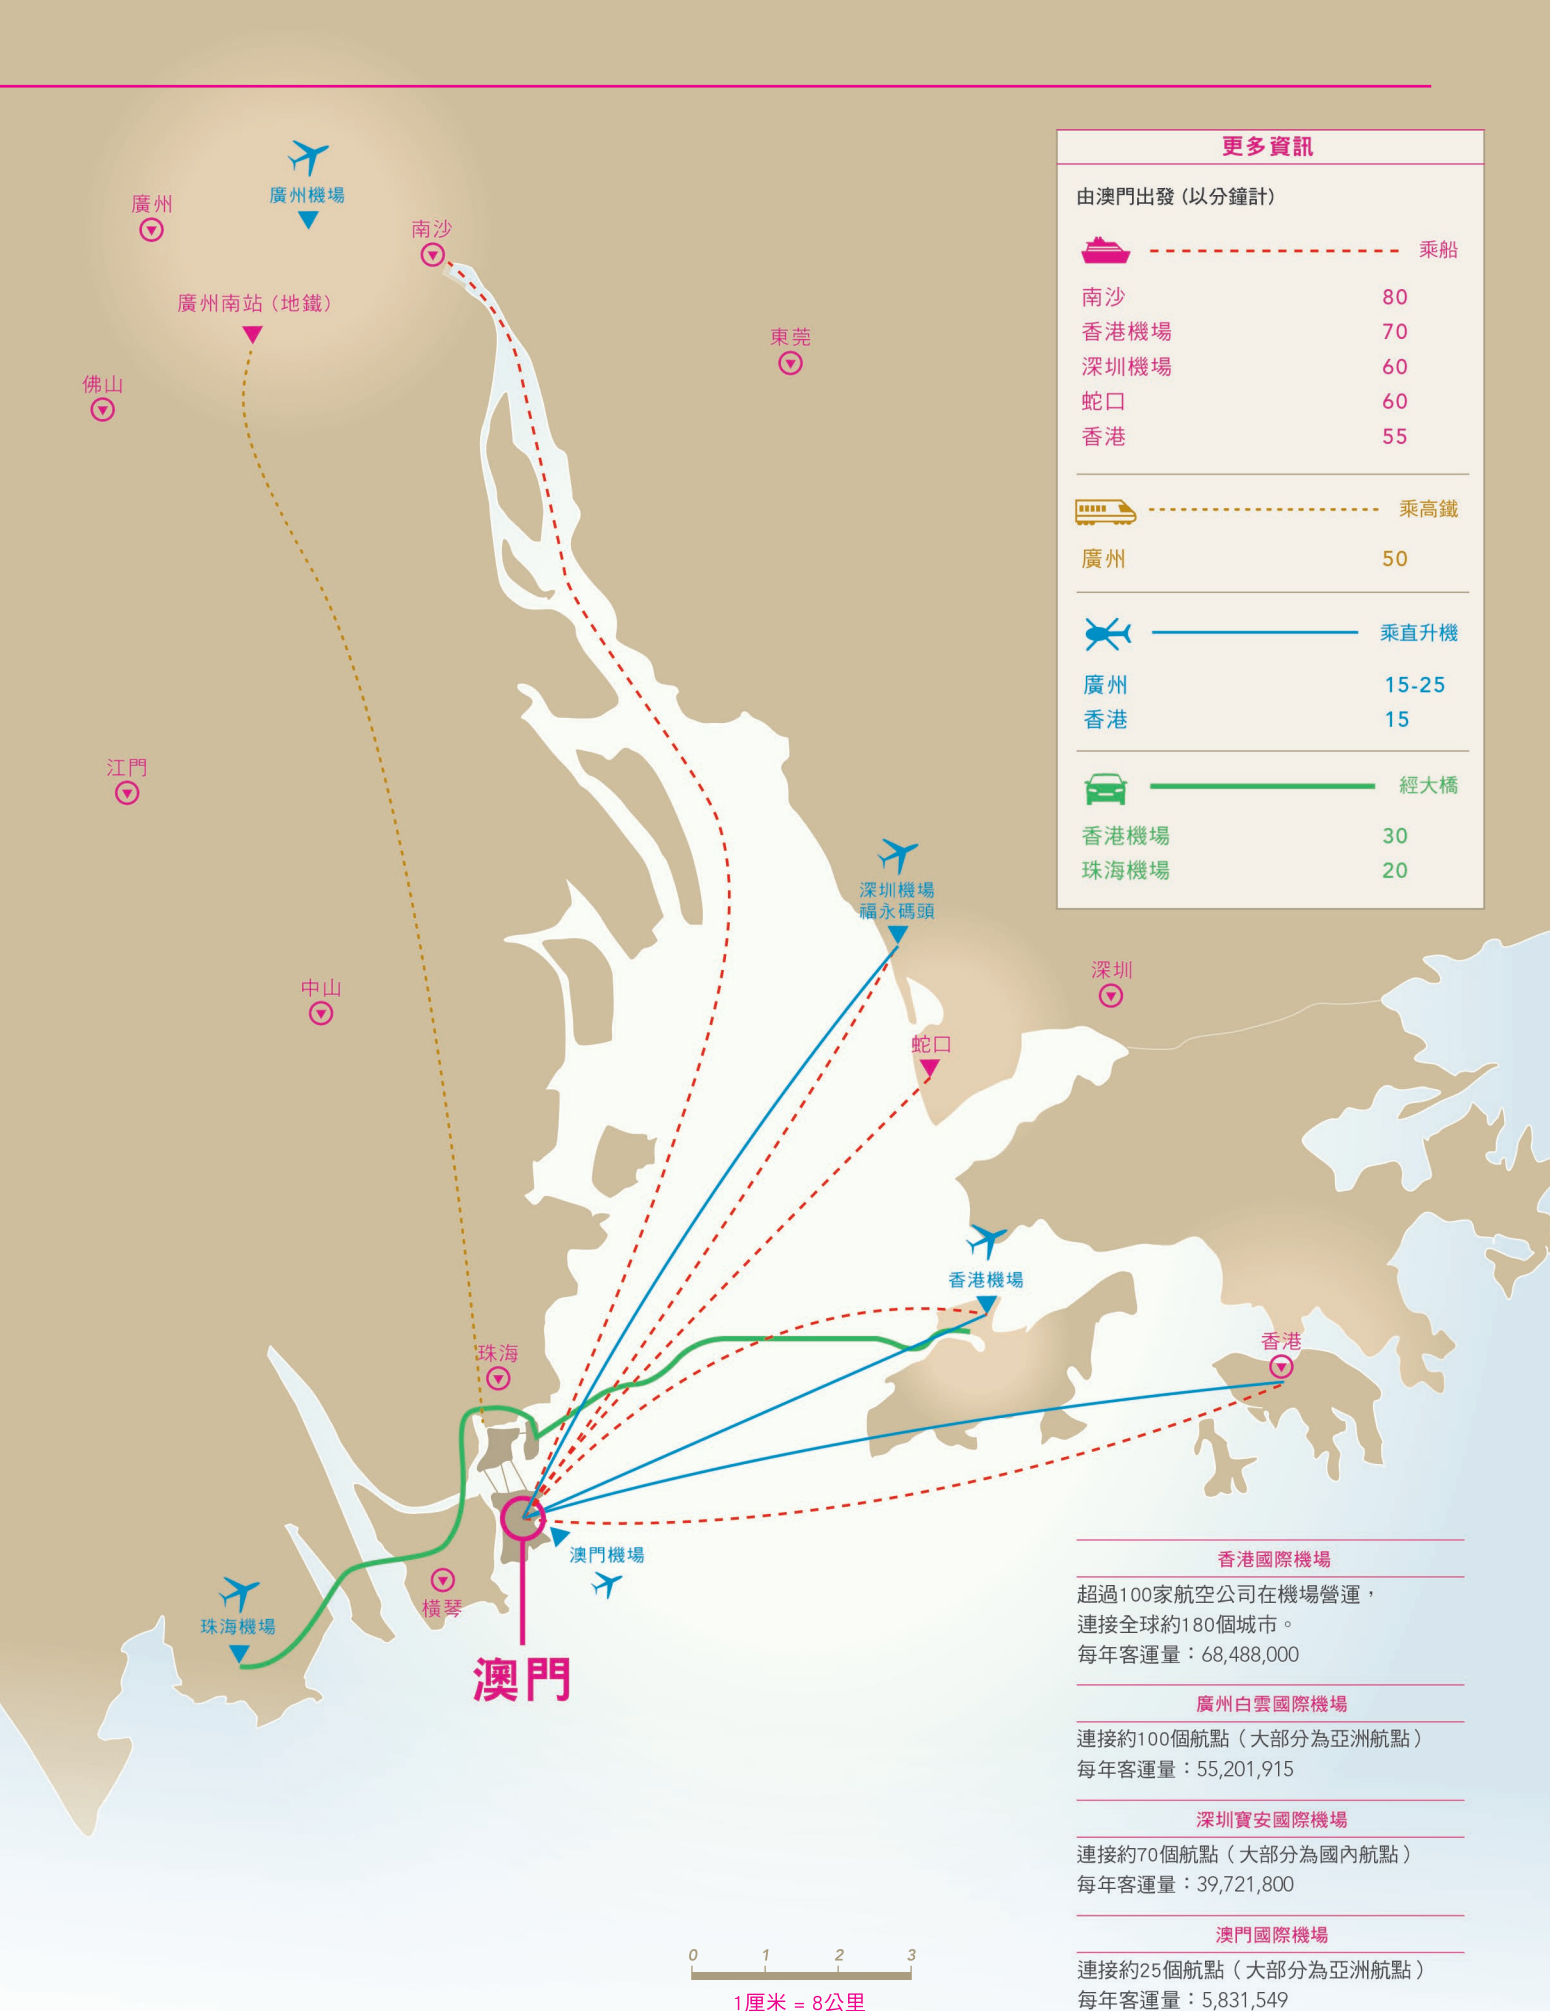 更多資訊
由澳門出發 (以分鐘計)
乘船
南沙 80
香港機場 70
深圳機場 60
蛇口 60
香港 55
乘高鐵
廣州 50
乘直升機
廣州 15-25
香港 15
經大橋
香港機場 30
珠海機場 20
廣州機場
廣州
南沙
廣州南站 (地鐵)
東莞
佛山
江門
深圳機場
福永碼頭
深圳
中山
蛇口
香港機場
香港
珠海
澳門機場
橫琴
珠海機場
澳門
香港國際機場
超過100家航空公司在機場營運，
連接全球約180個城市。
每年客運量：68,488,000
廣州白雲國際機場
連接約100個航點（大部分為亞洲航點）
每年客運量：55,201,915
深圳寶安國際機場
連接約70個航點（大部分為國內航點）
每年客運量：39,721,800
澳門國際機場
連接約25個航點（大部分為亞洲航點）
每年客運量：5,831,549
0 1 2 3
1厘米 = 8公里